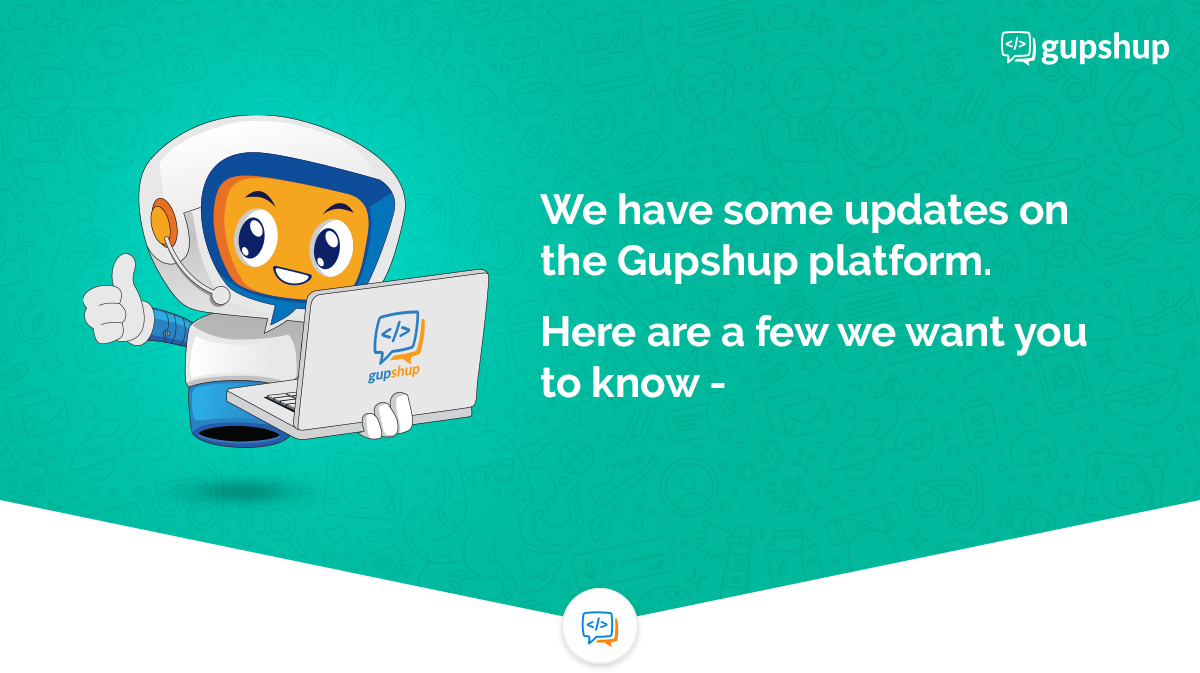 </> gupshup
We have some updates on
the Gupshup platform.
Here are a few we want you
to know -
</>
gupshup
</>